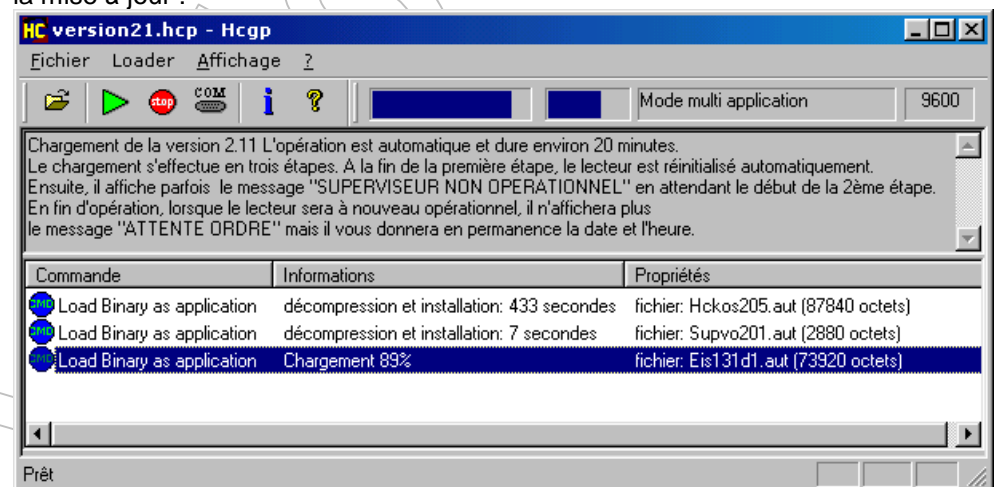 la mise à jour :
HC version21.hcp - Hcgp
Fichier Loader Affichage ?
stop COM i ? Mode multi application 9600
Chargement de la version 2.11 L'opération est automatique et dure environ 20 minutes.
Le chargement s'effectue en trois étapes. A la fin de la première étape, le lecteur est réinitialisé automatiquement.
Ensuite, il affiche parfois le message "SUPERVISEUR NON OPERATIONNEL" en attendant le début de la 2ème étape.
En fin d'opération, lorsque le lecteur sera à nouveau opérationnel, il n'affichera plus
le message "ATTENTE ORDRE" mais il vous donnera en permanence la date et l'heure.
Commande Informations Propriétés
CMD Load Binary as application décompression et installation: 433 secondes fichier: Hckos205.aut (87840 octets)
CMD Load Binary as application décompression et installation: 7 secondes fichier: Supvo201.aut (2880 octets)
CMD Load Binary as application Chargement 89% fichier: Eis131d1.aut (73920 octets)
Prêt